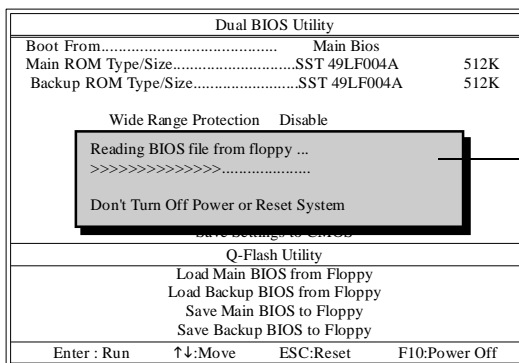 Dual BIOS Utility
Boot From.......................................... Main Bios
Main ROM Type/Size.............................SST 49LF004A 512K
Backup ROM Type/Size.........................SST 49LF004A 512K
Wide Range Protection Disable
Reading BIOS file from floppy ...
>>>>>>>>>>>>>>.....................
Don't Turn Off Power or Reset System
Save Settings to CMOS
Q-Flash Utility
Load Main BIOS from Floppy
Load Backup BIOS from Floppy
Save Main BIOS to Floppy
Save Backup BIOS to Floppy
Enter : Run ↑↓:Move ESC:Reset F10:Power Off